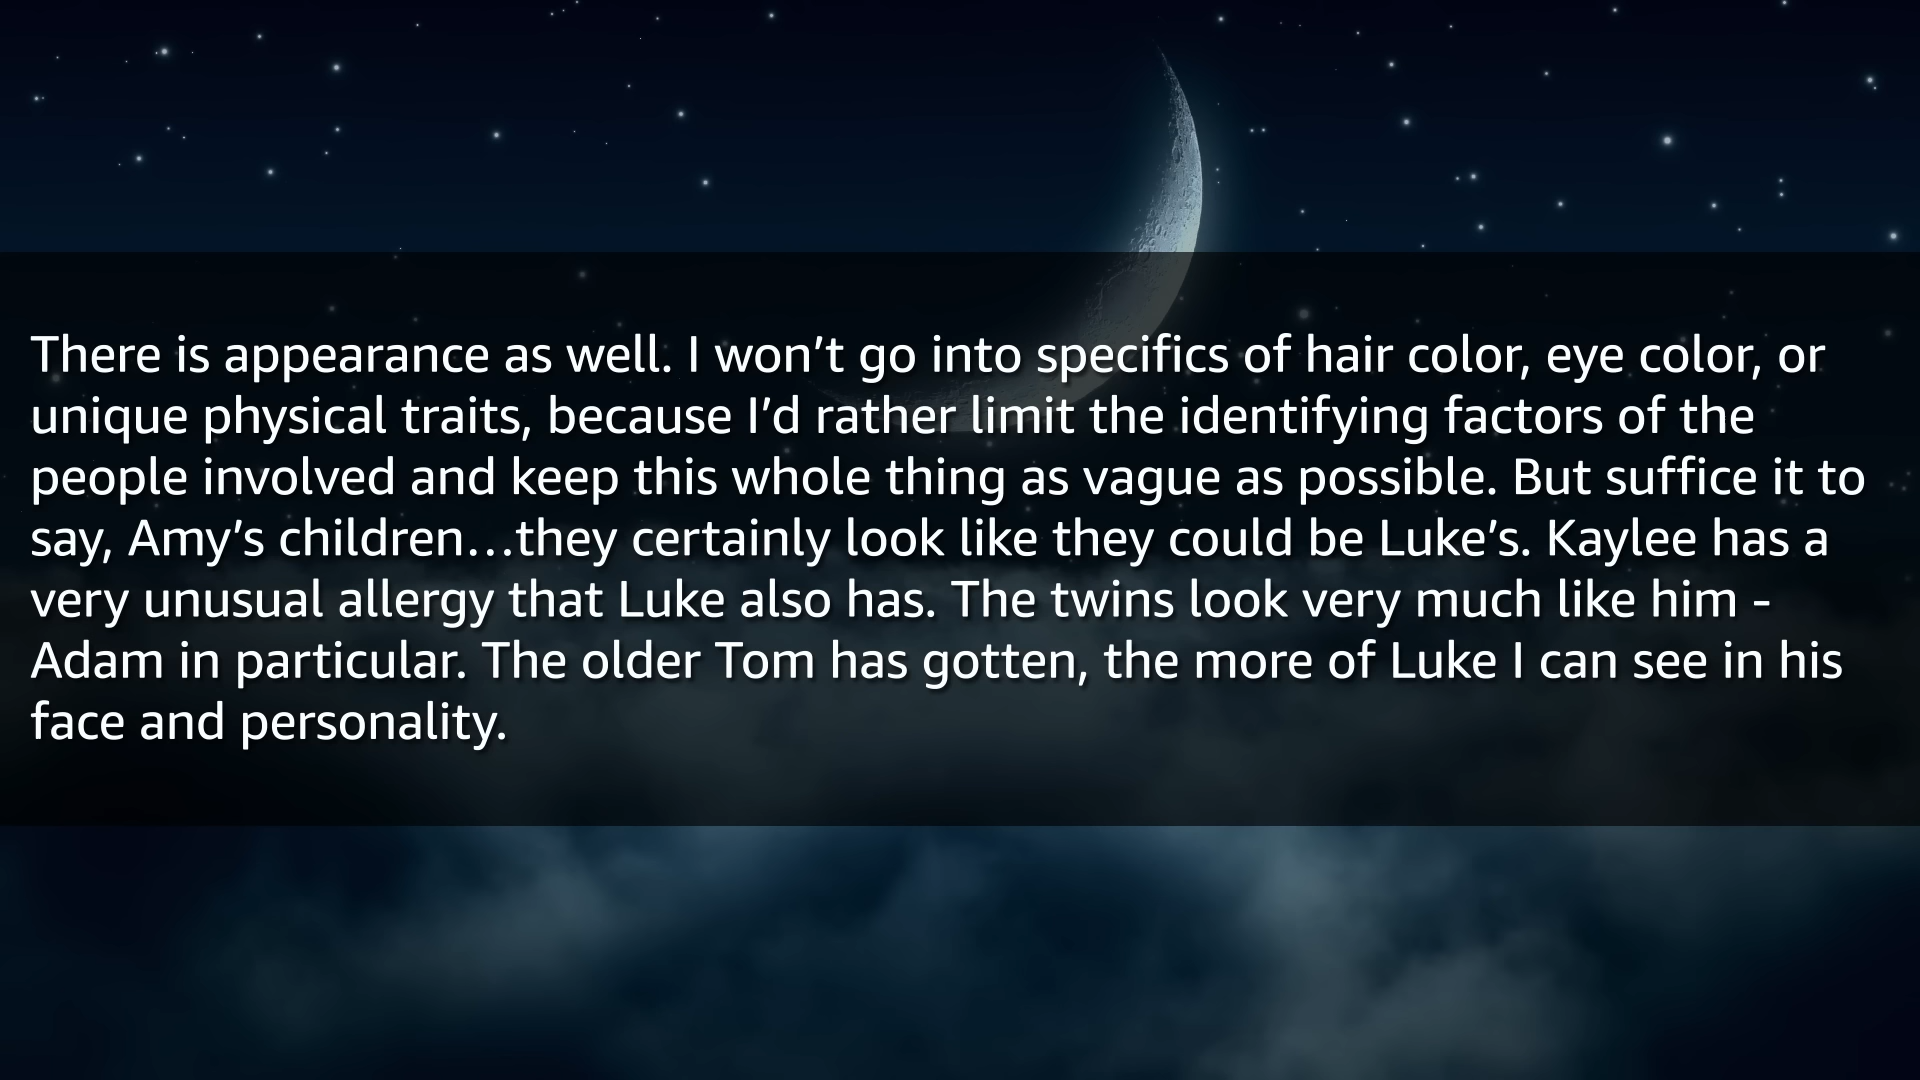 There is appearance as well. I won’t go into specifics of hair color, eye color, or
unique physical traits, because I’d rather limit the identifying factors of the
people involved and keep this whole thing as vague as possible. But suffice it to
say, Amy’s children…they certainly look like they could be Luke’s. Kaylee has a
very unusual allergy that Luke also has. The twins look very much like him -
Adam in particular. The older Tom has gotten, the more of Luke I can see in his
face and personality.